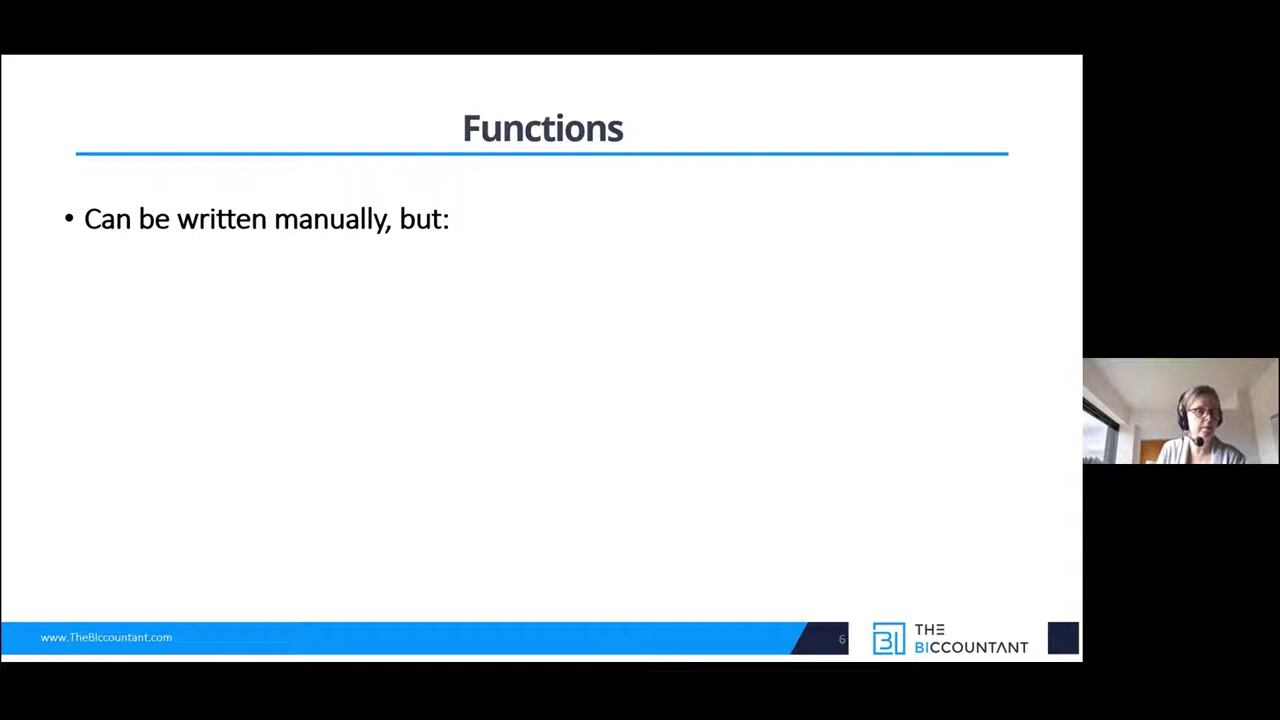 Functions
• Can be written manually, but:
www.TheBIccountant.com
6
THE
BICCOUNTANT